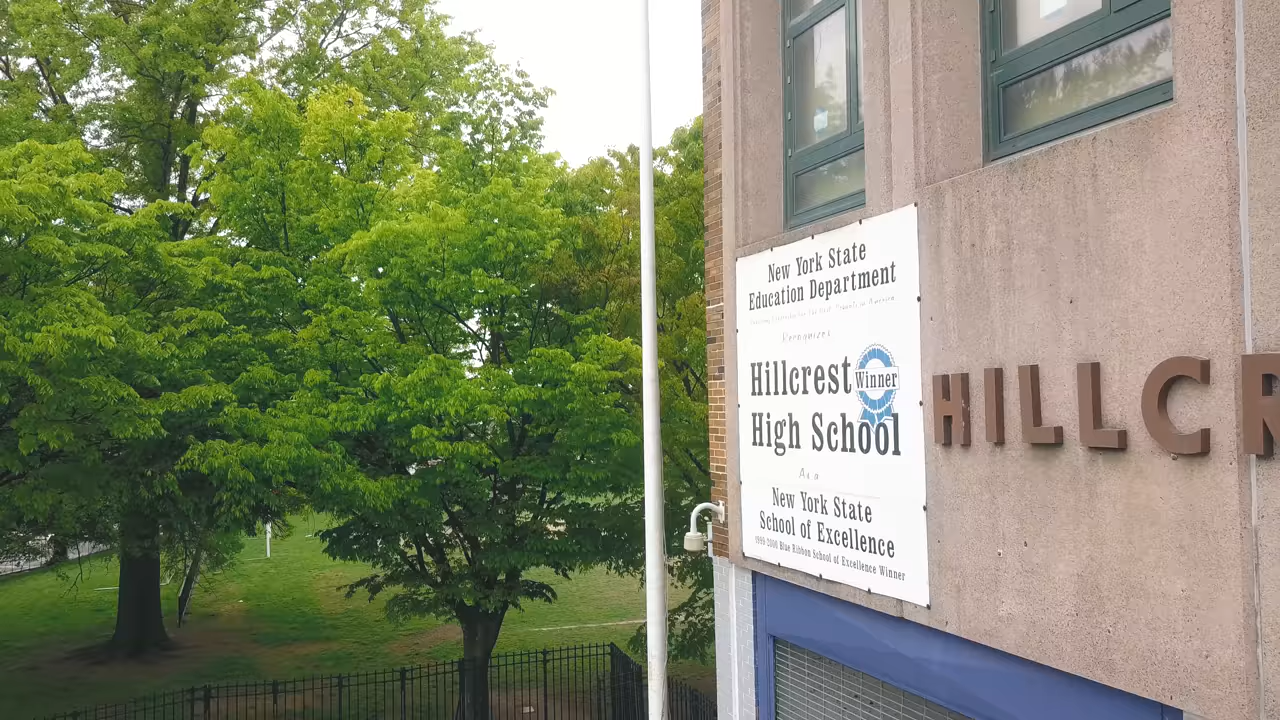 New York State
Education Department
Recognizes
Hillcrest
Winner
High School
As a
New York State
School of Excellence
1999-2000 Blue Ribbon School of Excellence Winner
HILLCR